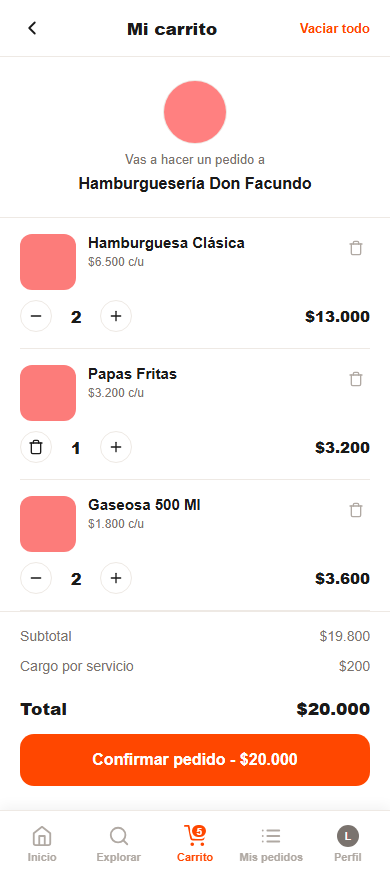 Mi carrito
Vaciar todo
Vas a hacer un pedido a
Hamburguesería Don Facundo
Hamburguesa Clásica
$6.500 c/u
2
$13.000
Papas Fritas
$3.200 c/u
1
$3.200
Gaseosa 500 Ml
$1.800 c/u
2
$3.600
Subtotal $19.800
Cargo por servicio $200
Total $20.000
Confirmar pedido - $20.000
5
L
Inicio Explorar Carrito Mis pedidos Perfil